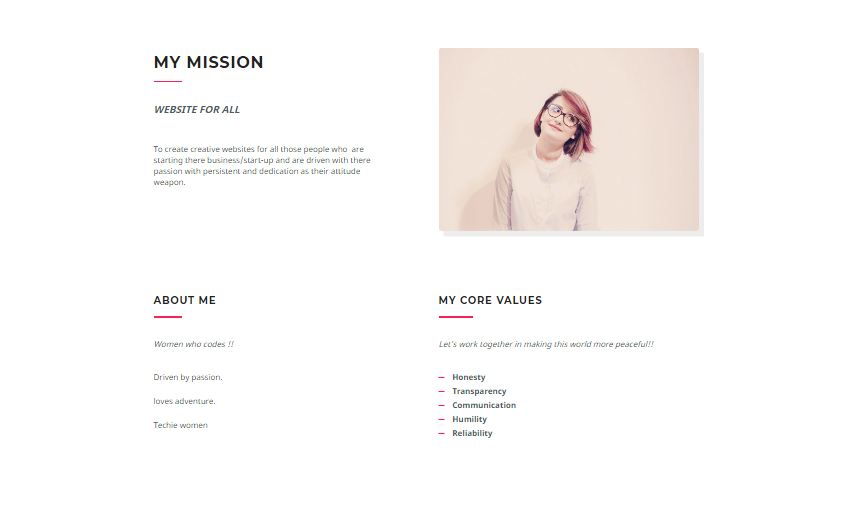 MY MISSION
WEBSITE FOR ALL
To create creative websites for all those people who are
starting there business/start-up and are driven with there
passion with persistent and dedication as their attitude
weapon.
ABOUT ME
Women who codes !!
Driven by passion.
loves adventure.
Techie women
MY CORE VALUES
Let's work together in making this world more peaceful!!
Honesty
Transparency
Communication
Humility
Reliability